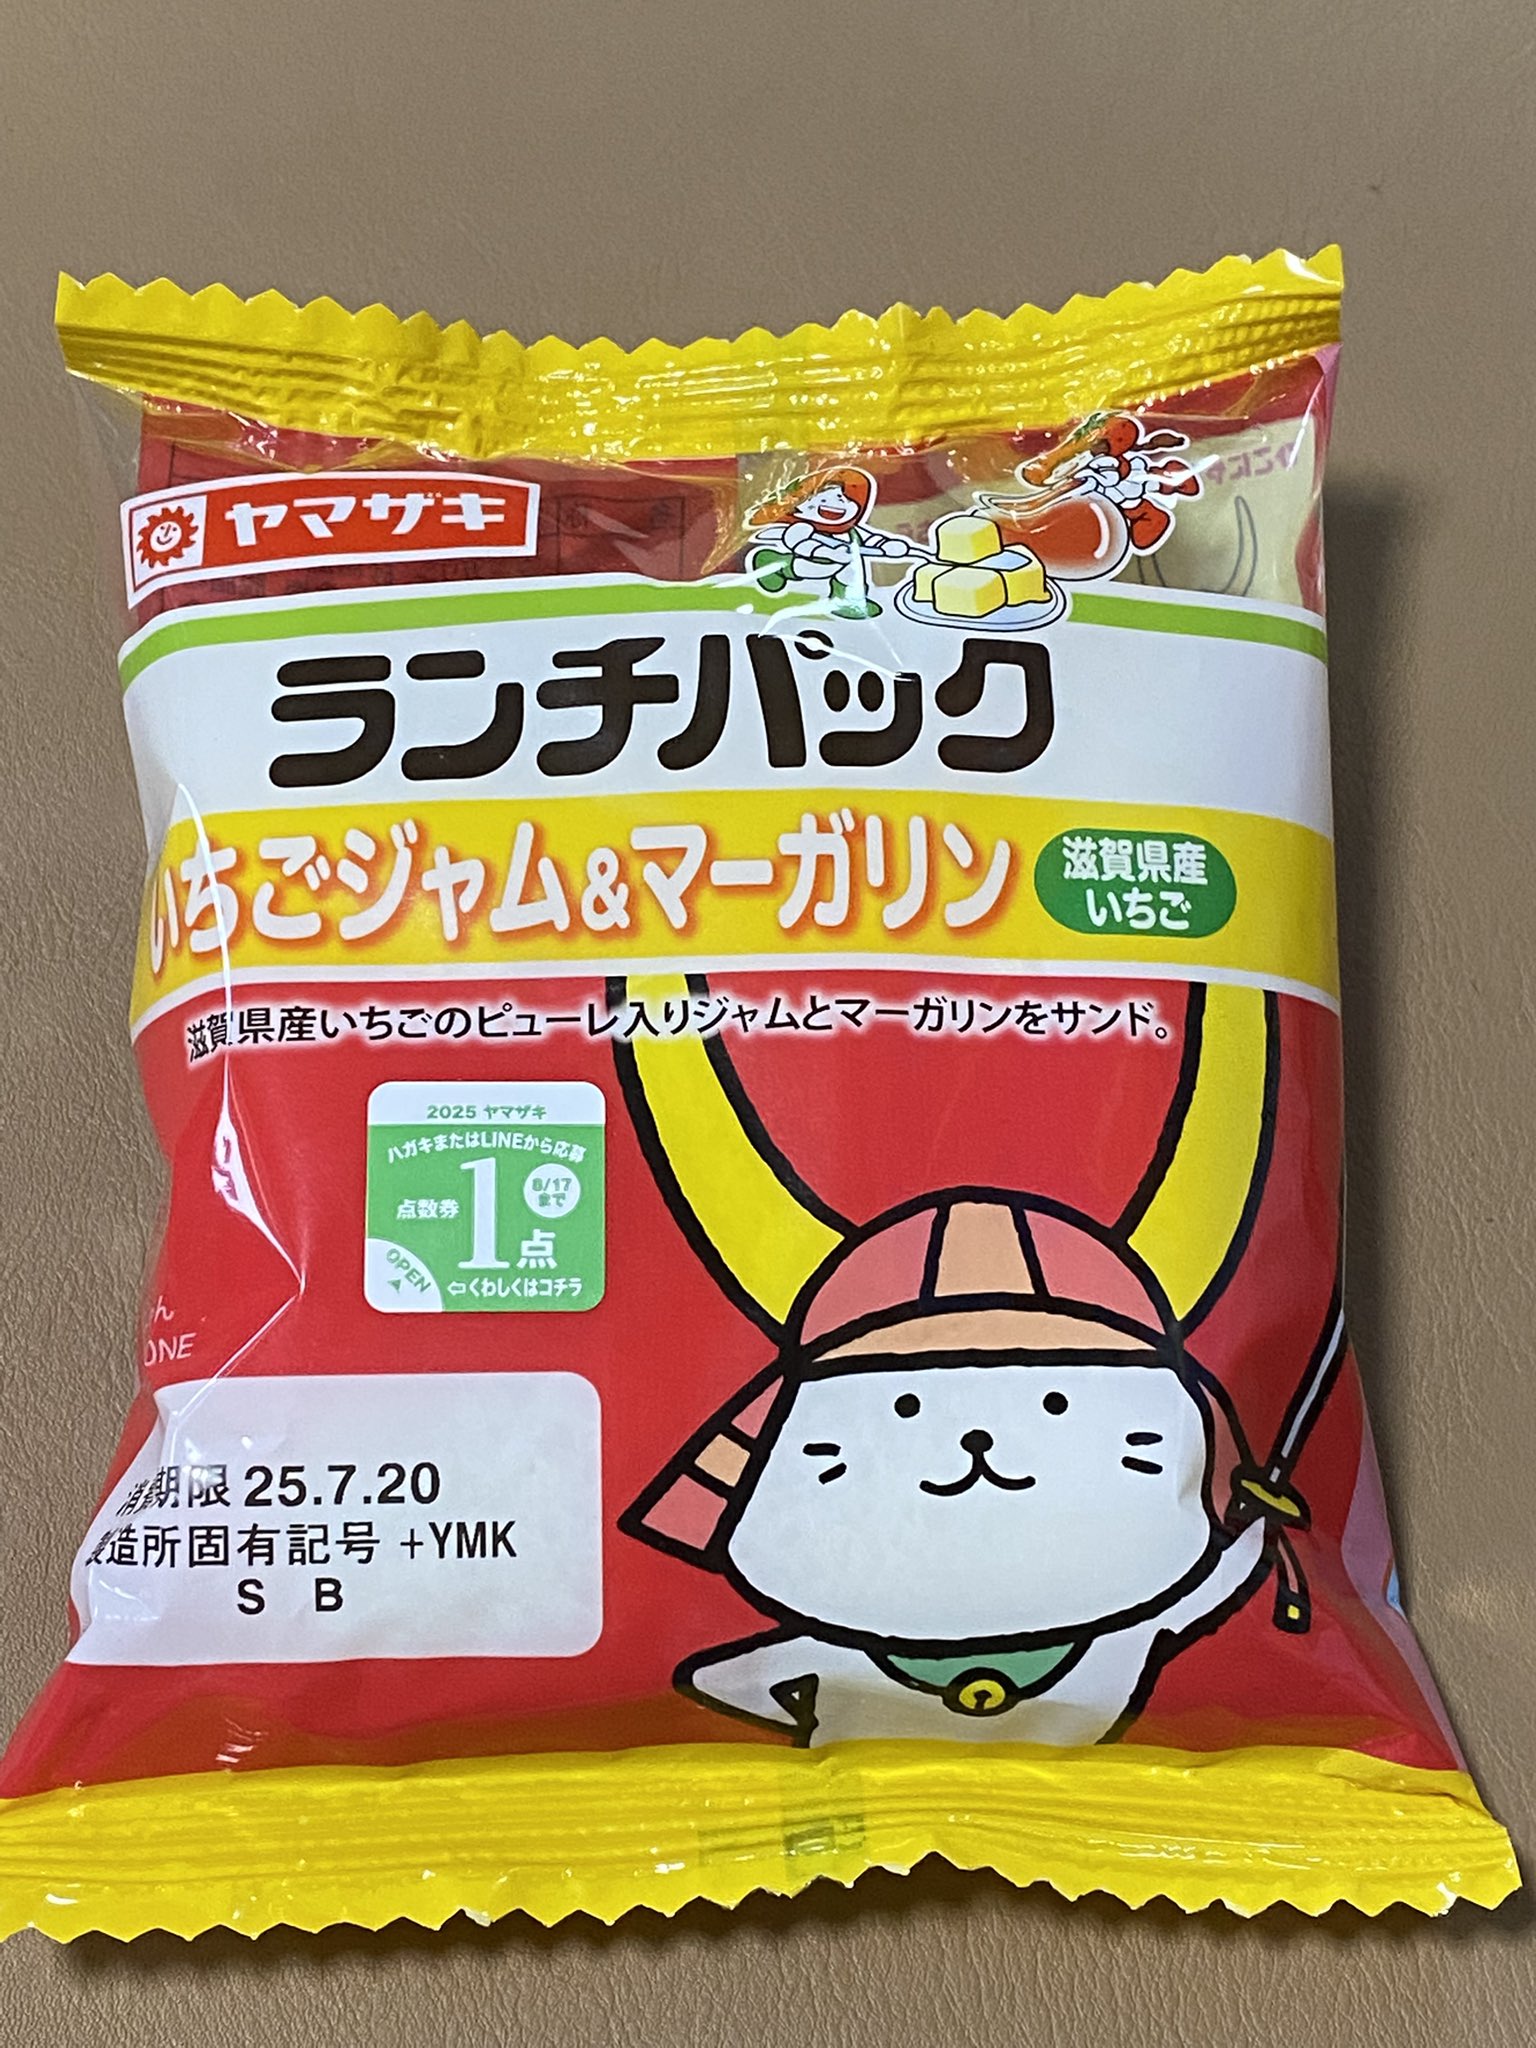 ヤマザキ
ランチパック
いちごジャム&マーガリン
滋賀県産
いちご
滋賀県産いちごのピューレ入りジャムとマーガリンをサンド。
2025 ヤマザキ
ハガキまたはLINEから応募
点数券
1点
8/17
まで
OPEN
⇦くわしくはコチラ
ONE
消費期限 25.7.20
製造所固有記号 +YMK
S B